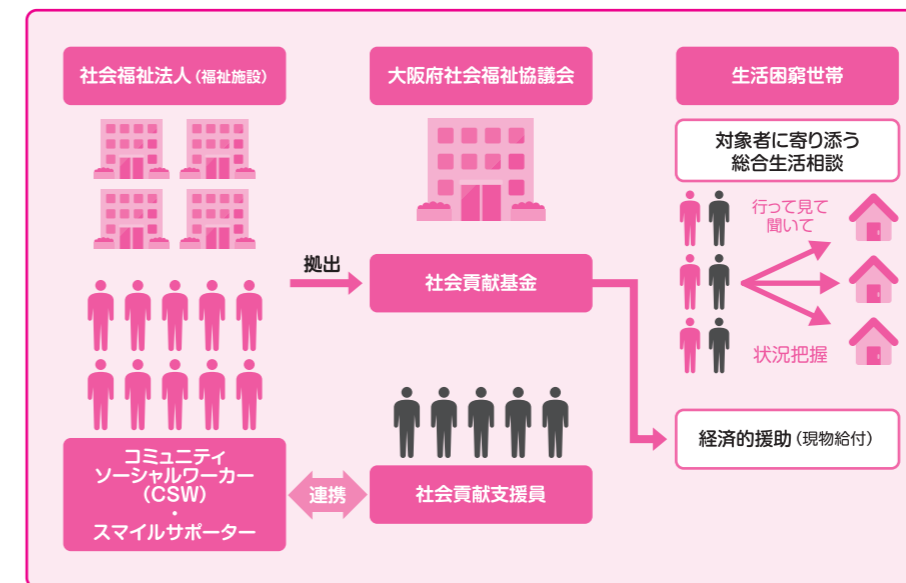 社会福祉法人（福祉施設）
大阪府社会福祉協議会
生活困窮世帯
対象者に寄り添う
総合生活相談
行って見て
聞いて
拠出
社会貢献基金
状況把握
経済的援助（現物給付）
コミュニティ
ソーシャルワーカー
（CSW）
・
スマイルサポーター
連携
社会貢献支援員